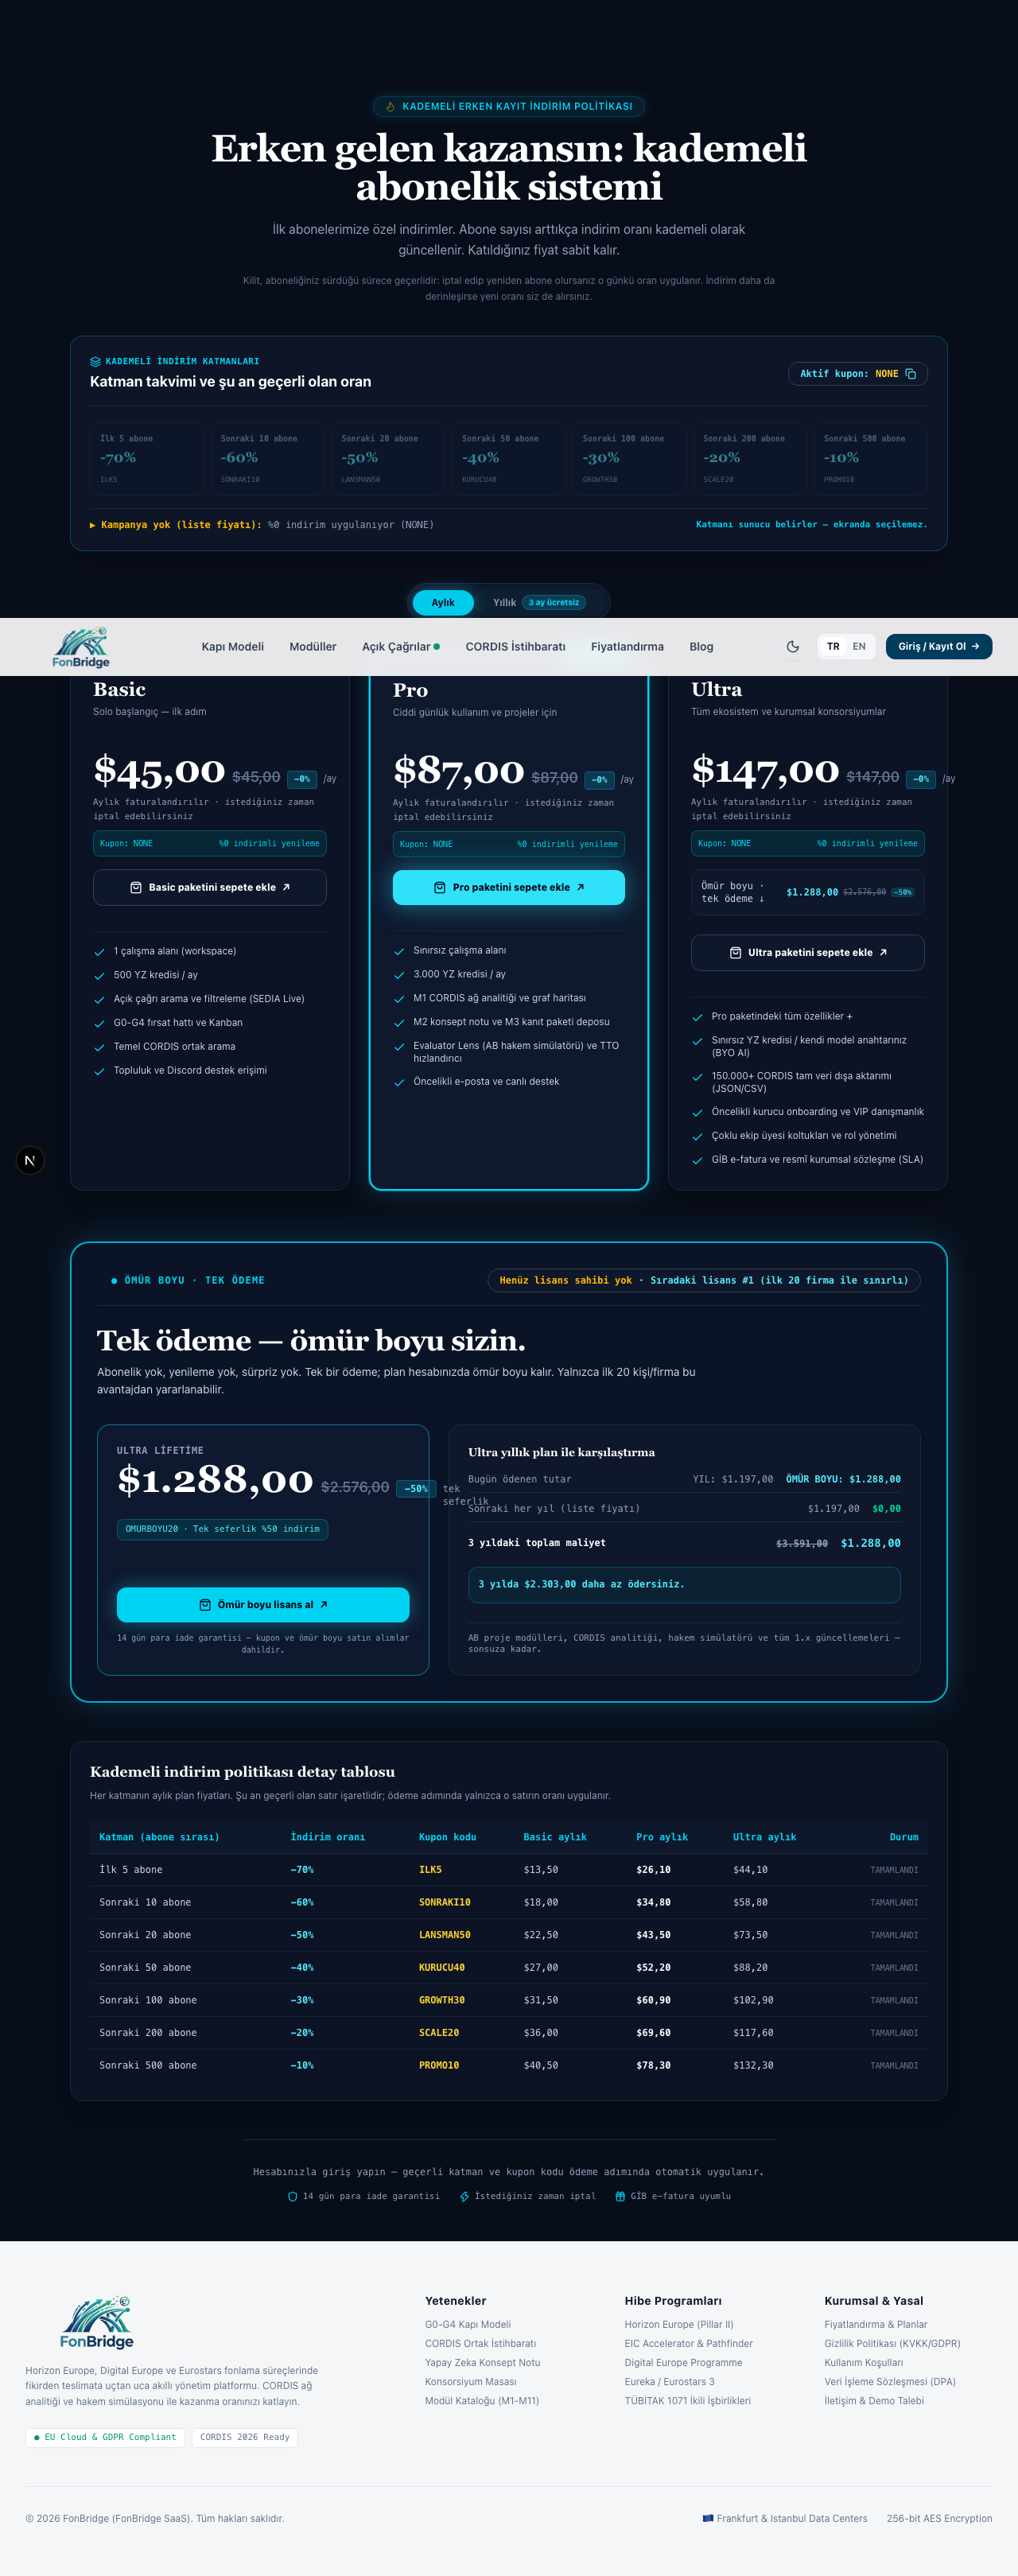 KADEMELİ ERKEN KAYIT İNDİRİM POLİTİKASI
Erken gelen kazansın: kademeli
abonelik sistemi
İlk abonelerimize özel indirimler. Abone sayısı arttıkça indirim oranı kademeli olarak
güncellenir. Katıldığınız fiyat sabit kalır.
Kilit, aboneliğiniz sürdüğü sürece geçerlidir: iptal edip yeniden abone olursanız o günkü oran uygulanır. İndirim daha da
derinleşirse yeni oranı siz de alırsınız.
KADEMELİ İNDİRİM KATMANLARI
Katman takvimi ve şu an geçerli olan oran
Aktif kupon: NONE
İlk 5 abone
-70%
ILK5
Sonraki 10 abone
-60%
SONRAKI10
Sonraki 20 abone
-50%
LANSMAN50
Sonraki 50 abone
-40%
KURUCU40
Sonraki 100 abone
-30%
GROWTH30
Sonraki 200 abone
-20%
SCALE20
Sonraki 500 abone
-10%
PROMO10
▶ Kampanya yok (liste fiyatı): %0 indirim uygulanıyor (NONE)
Katmanı sunucu belirler — ekranda seçilemez.
Aylık
Yıllık 3 ay ücretsiz
FonBridge
Kapı Modeli
Modüller
Açık Çağrılar
CORDIS İstihbaratı
Fiyatlandırma
Blog
TR EN
Giriş / Kayıt Ol →
Basic
Solo başlangıç — ilk adım
$45,00 $45,00 −0% /ay
Aylık faturalandırılır · istediğiniz zaman
iptal edebilirsiniz
Kupon: NONE %0 indirimli yenileme
Basic paketini sepete ekle ↗
1 çalışma alanı (workspace)
500 YZ kredisi / ay
Açık çağrı arama ve filtreleme (SEDIA Live)
G0-G4 fırsat hattı ve Kanban
Temel CORDIS ortak arama
Topluluk ve Discord destek erişimi
Pro
Ciddi günlük kullanım ve projeler için
$87,00 $87,00 −0% /ay
Aylık faturalandırılır · istediğiniz zaman
iptal edebilirsiniz
Kupon: NONE %0 indirimli yenileme
Pro paketini sepete ekle ↗
Sınırsız çalışma alanı
3.000 YZ kredisi / ay
M1 CORDIS ağ analitiği ve graf haritası
M2 konsept notu ve M3 kanıt paketi deposu
Evaluator Lens (AB hakem simülatörü) ve TTO
hızlandırıcı
Öncelikli e-posta ve canlı destek
Ultra
Tüm ekosistem ve kurumsal konsorsiyumlar
$147,00 $147,00 −0% /ay
Aylık faturalandırılır · istediğiniz zaman
iptal edebilirsiniz
Kupon: NONE %0 indirimli yenileme
Ömür boyu ·
tek ödeme ↓
$1.288,00 $2.576,00 −50%
Ultra paketini sepete ekle ↗
Pro paketindeki tüm özellikler +
Sınırsız YZ kredisi / kendi model anahtarınız
(BYO AI)
150.000+ CORDIS tam veri dışa aktarımı
(JSON/CSV)
Öncelikli kurucu onboarding ve VIP danışmanlık
Çoklu ekip üyesi koltukları ve rol yönetimi
GİB e-fatura ve resmî kurumsal sözleşme (SLA)
N
● ÖMÜR BOYU · TEK ÖDEME
Henüz lisans sahibi yok · Sıradaki lisans #1 (ilk 20 firma ile sınırlı)
Tek ödeme — ömür boyu sizin.
Abonelik yok, yenileme yok, sürpriz yok. Tek bir ödeme; plan hesabınızda ömür boyu kalır. Yalnızca ilk 20 kişi/firma bu
avantajdan yararlanabilir.
ULTRA LİFETİME
$1.288,00 $2.576,00 −50% tek
seferlik
OMURBOYU20 · Tek seferlik %50 indirim
Ömür boyu lisans al ↗
14 gün para iade garantisi — kupon ve ömür boyu satın alımlar
dahildir.
Ultra yıllık plan ile karşılaştırma
Bugün ödenen tutar YIL: $1.197,00 ÖMÜR BOYU: $1.288,00
Sonraki her yıl (liste fiyatı) $1.197,00 $0,00
3 yıldaki toplam maliyet $3.591,00 $1.288,00
3 yılda $2.303,00 daha az ödersiniz.
AB proje modülleri, CORDIS analitiği, hakem simülatörü ve tüm 1.x güncellemeleri —
sonsuza kadar.
Kademeli indirim politikası detay tablosu
Her katmanın aylık plan fiyatları. Şu an geçerli olan satır işaretlidir; ödeme adımında yalnızca o satırın oranı uygulanır.
Katman (abone sırası) İndirim oranı Kupon kodu Basic aylık Pro aylık Ultra aylık Durum
İlk 5 abone −70% ILK5 $13,50 $26,10 $44,10 TAMAMLANDI
Sonraki 10 abone −60% SONRAKI10 $18,00 $34,80 $58,80 TAMAMLANDI
Sonraki 20 abone −50% LANSMAN50 $22,50 $43,50 $73,50 TAMAMLANDI
Sonraki 50 abone −40% KURUCU40 $27,00 $52,20 $88,20 TAMAMLANDI
Sonraki 100 abone −30% GROWTH30 $31,50 $60,90 $102,90 TAMAMLANDI
Sonraki 200 abone −20% SCALE20 $36,00 $69,60 $117,60 TAMAMLANDI
Sonraki 500 abone −10% PROMO10 $40,50 $78,30 $132,30 TAMAMLANDI
Hesabınızla giriş yapın — geçerli katman ve kupon kodu ödeme adımında otomatik uygulanır.
14 gün para iade garantisi
İstediğiniz zaman iptal
GİB e-fatura uyumlu
FonBridge
Horizon Europe, Digital Europe ve Eurostars fonlama süreçlerinde
fikirden teslimata uçtan uca akıllı yönetim platformu. CORDIS ağ
analitiği ve hakem simülasyonu ile kazanma oranınızı katlayın.
● EU Cloud & GDPR Compliant
CORDIS 2026 Ready
Yetenekler
G0-G4 Kapı Modeli
CORDIS Ortak İstihbaratı
Yapay Zeka Konsept Notu
Konsorsiyum Masası
Modül Kataloğu (M1-M11)
Hibe Programları
Horizon Europe (Pillar II)
EIC Accelerator & Pathfinder
Digital Europe Programme
Eureka / Eurostars 3
TÜBİTAK 1071 İkili İşbirlikleri
Kurumsal & Yasal
Fiyatlandırma & Planlar
Gizlilik Politikası (KVKK/GDPR)
Kullanım Koşulları
Veri İşleme Sözleşmesi (DPA)
İletişim & Demo Talebi
© 2026 FonBridge (FonBridge SaaS). Tüm hakları saklıdır.
Frankfurt & Istanbul Data Centers
256-bit AES Encryption